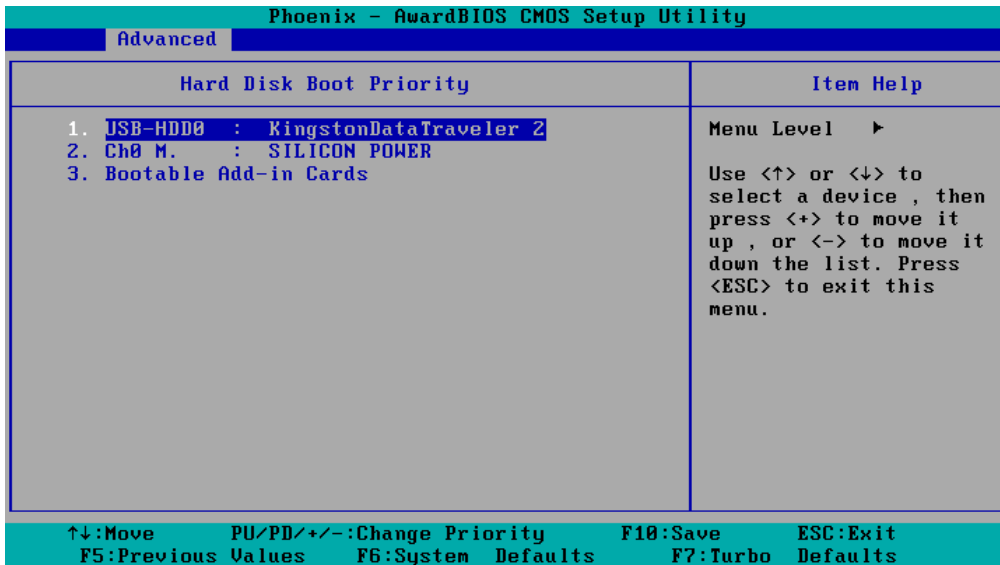 Phoenix - AwardBIOS CMOS Setup Utility
Advanced
Hard Disk Boot Priority
1. USB-HDD0 : KingstonDataTraveler 2
2. Ch0 M. : SILICON POWER
3. Bootable Add-in Cards
Item Help
Menu Level ►
Use <↑> or <↓> to
select a device , then
press <+> to move it
up , or <-> to move it
down the list. Press
<ESC> to exit this
menu.
↑↓:Move PU/PD/+/-:Change Priority F10:Save ESC:Exit
F5:Previous Values F6:System Defaults F7:Turbo Defaults